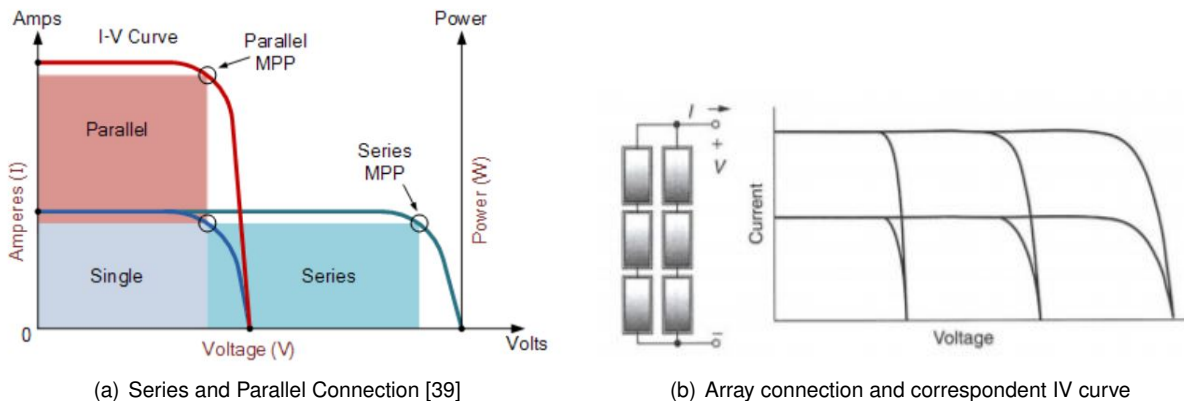 Amps
Power
I-V Curve
Parallel
MPP
Parallel
Series
MPP
Amperes (I)
Power (W)
Single
Series
0
Voltage (V)
Volts
(a) Series and Parallel Connection [39]
I
+
V
–
Current
Voltage
(b) Array connection and correspondent IV curve